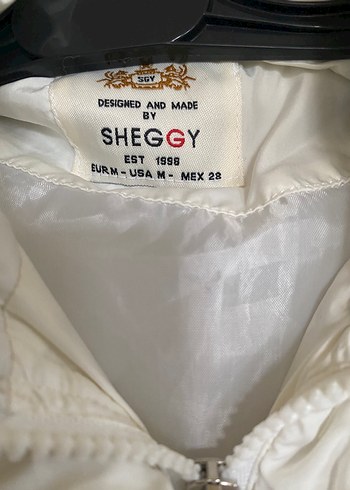 SGY
DESIGNED AND MADE
BY
SHEGGY
EST 1998
EUR M - USA M - MEX 28